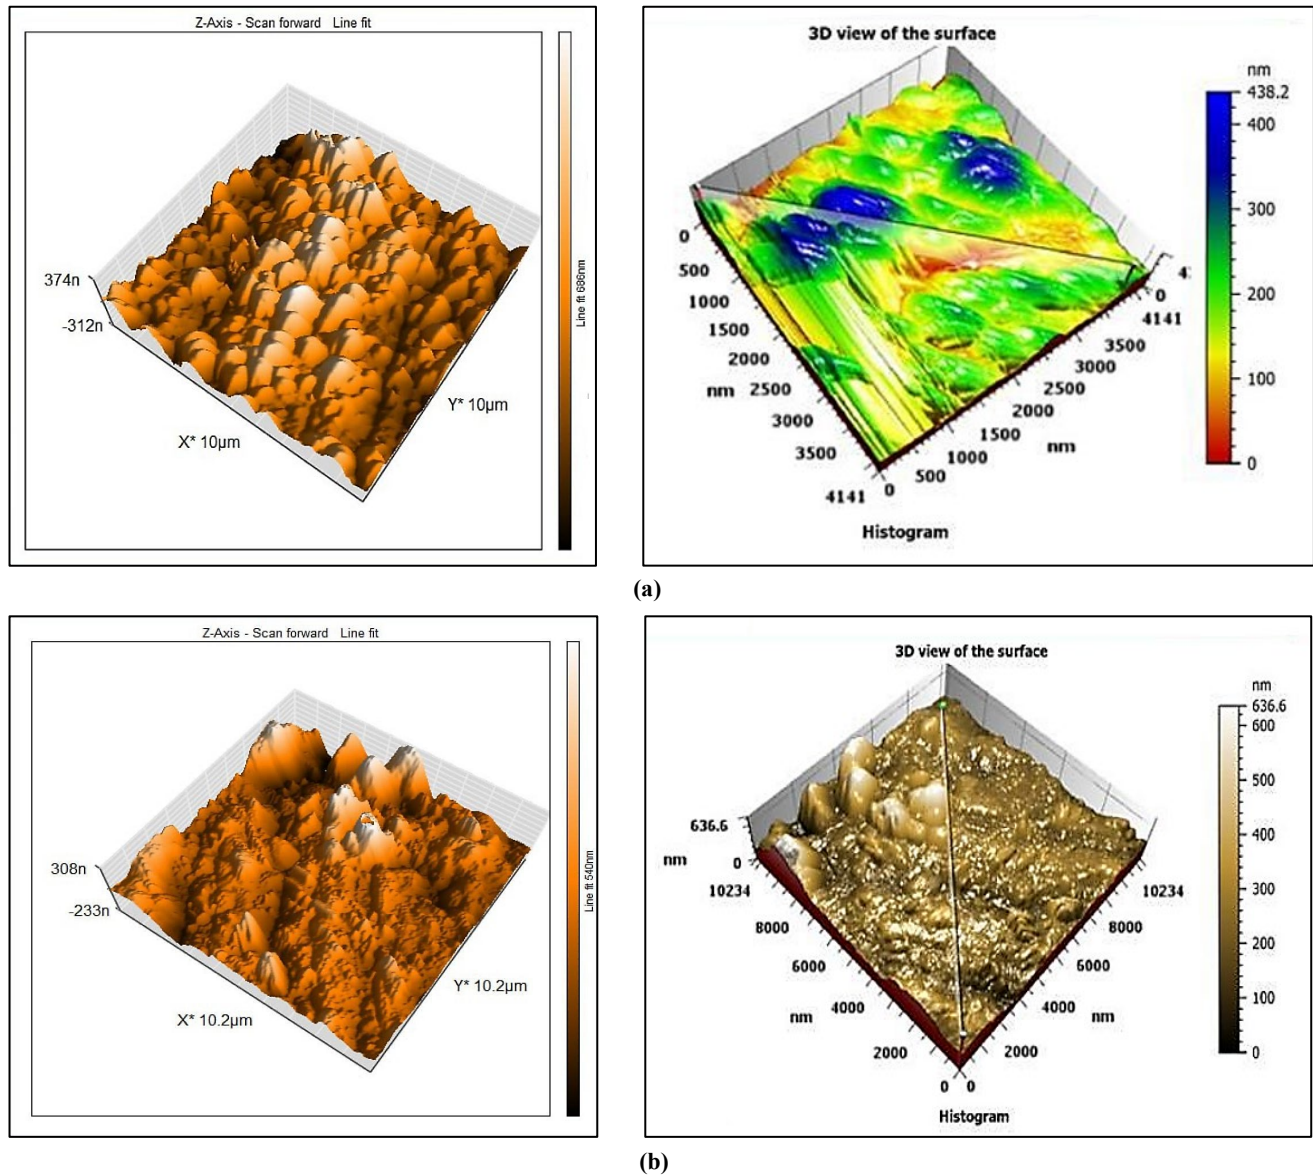 Z-Axis - Scan forward Line fit
374n
-312n
X* 10µm
Y* 10µm
Line fit 686nm
3D view of the surface
nm
438.2
400
300
200
100
0
0
500
1000
1500
2000
nm 2500
3000
3500
4141
0
500
1000
1500
nm
2000
2500
3000
3500
4141
0
Histogram
(a)
Z-Axis - Scan forward Line fit
308n
-233n
X* 10.2µm
Y* 10.2µm
Line fit 540nm
3D view of the surface
nm
636.6
600
500
400
300
200
100
0
636.6
nm
0
10234
8000
6000
nm 4000
2000
0
0
2000
4000 nm
6000
8000
10234
Histogram
(b)